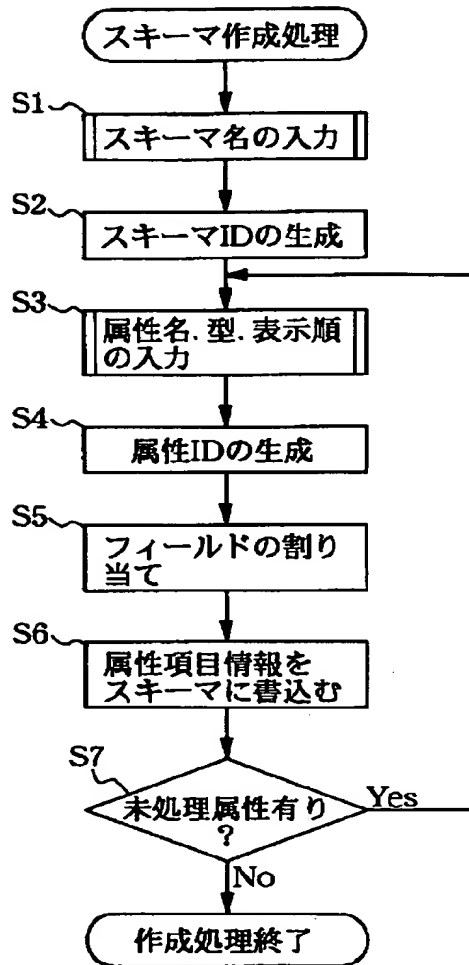 スキーマ作成処理
S1
スキーマ名の入力
S2
スキーマIDの生成
S3
属性名.型.表示順
の入力
S4
属性IDの生成
S5
フィールドの割り
当て
S6
属性項目情報を
スキーマに書込む
S7
未処理属性有り
?
Yes
No
作成処理終了